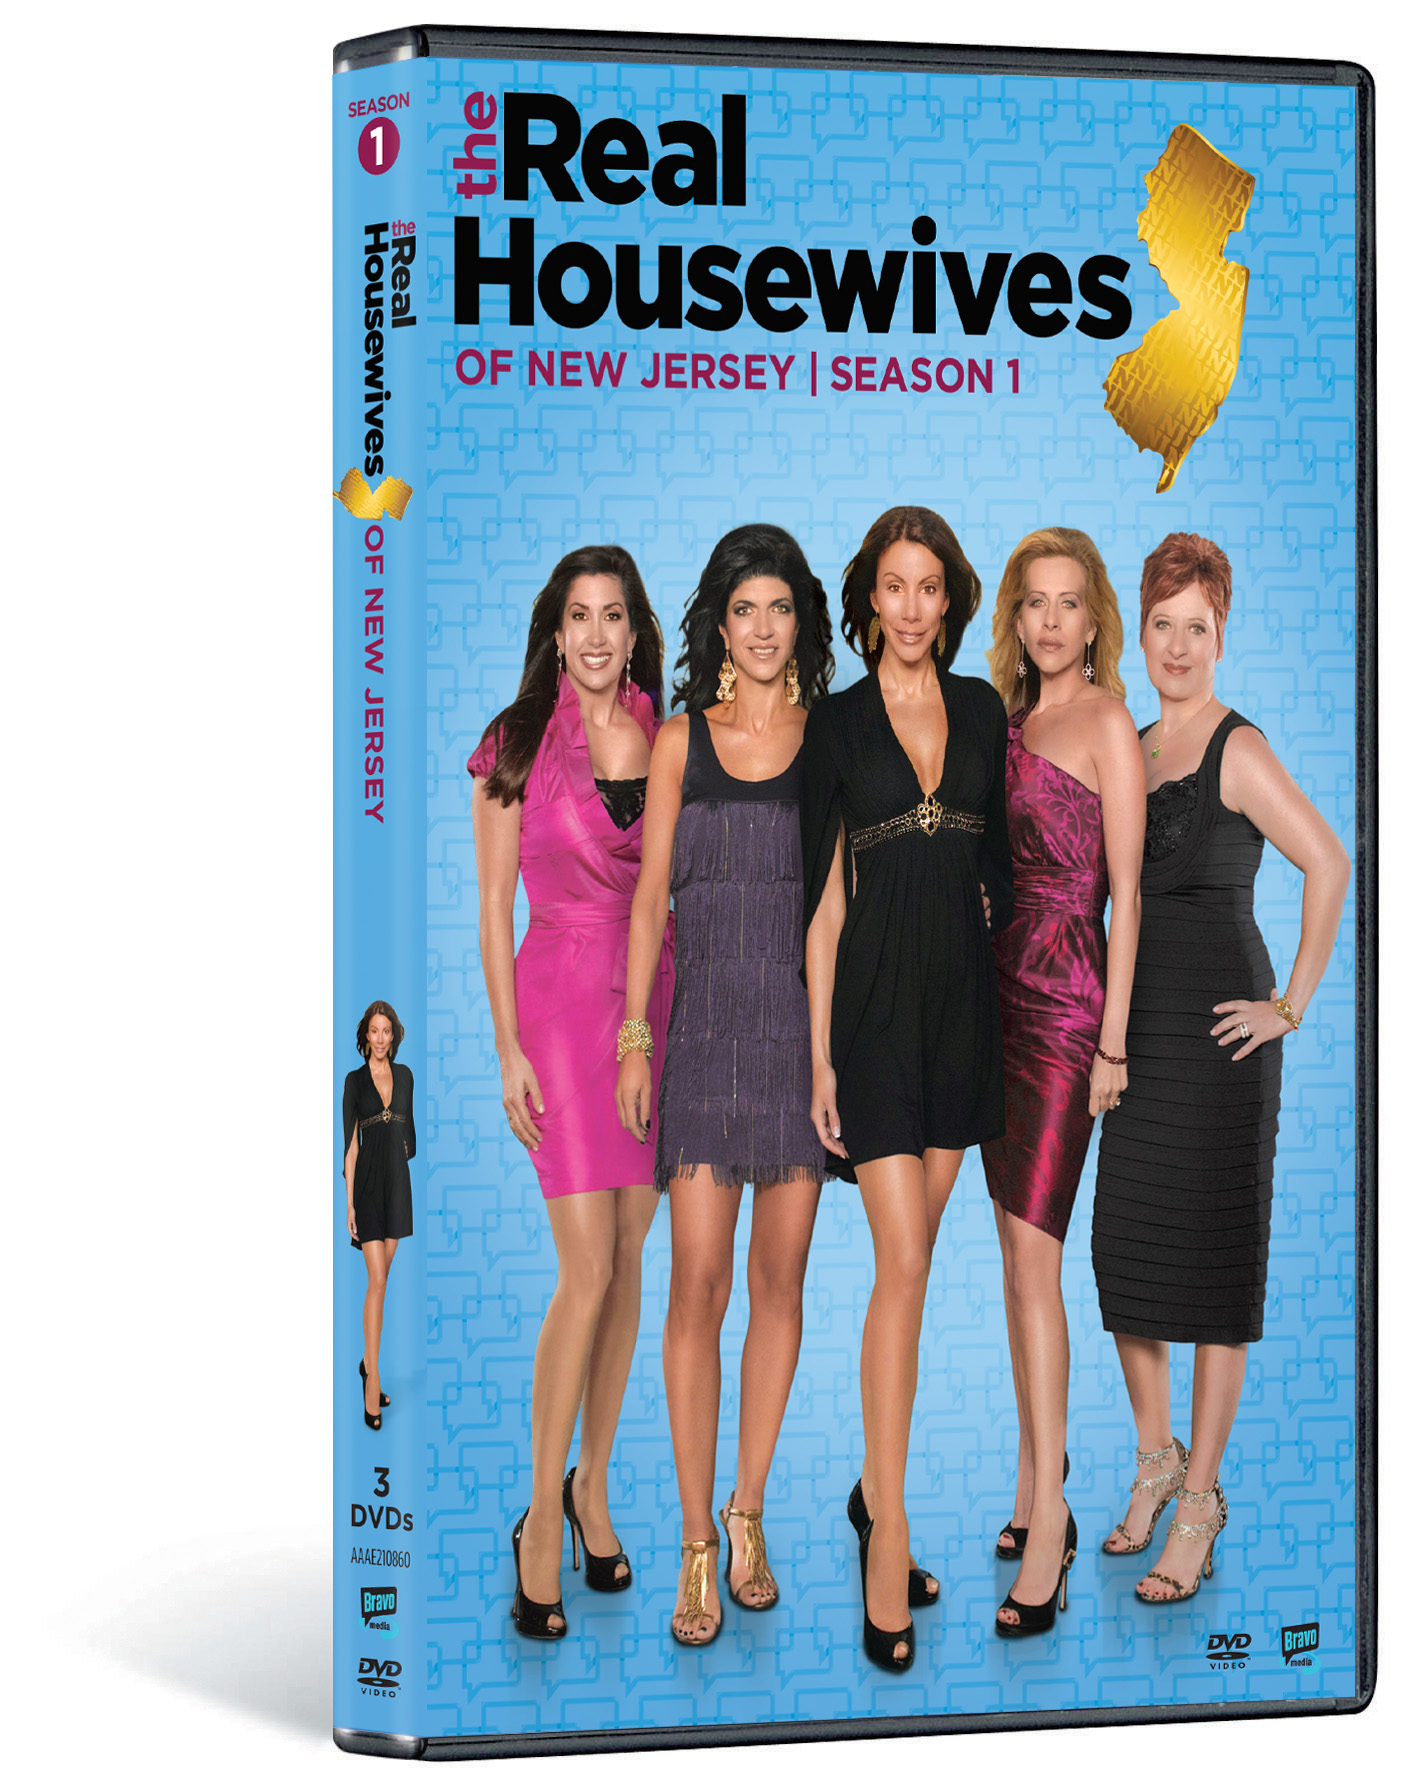 SEASON
1
the Real
Housewives
OF NEW JERSEY
3
DVDs
AAAE210860
Bravo
media
DVD
VIDEO
the Real
Housewives
OF NEW JERSEY | SEASON 1
NJ
DVD
VIDEO
Bravo
media